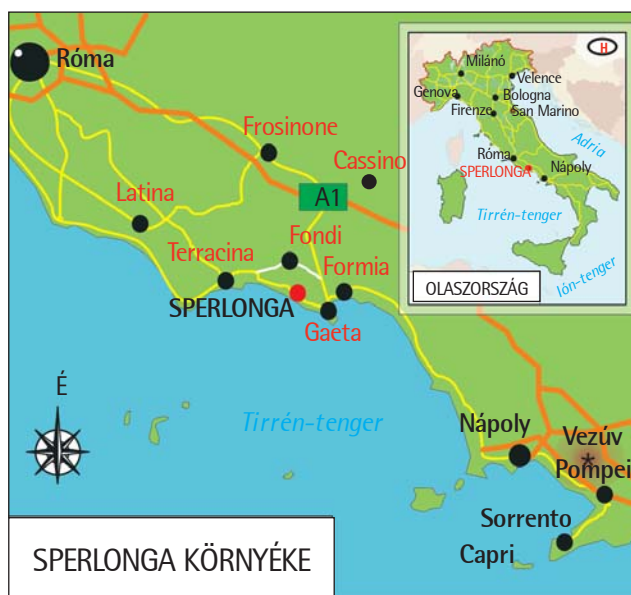 Róma
Frosinone
Cassino
Latina
A1
Fondi
Terracina
Formia
SPERLONGA
Gaeta
É
Tirrén-tenger
Nápoly
Vezúv
*
Pompei
Sorrento
Capri
SPERLONGA KÖRNYÉKE
H
Milánó
Velence
Genova
Bologna
Firenze
San Marino
Adria
Róma
SPERLONGA
Nápoly
Tirrén-tenger
Ión-tenger
OLASZORSZÁG